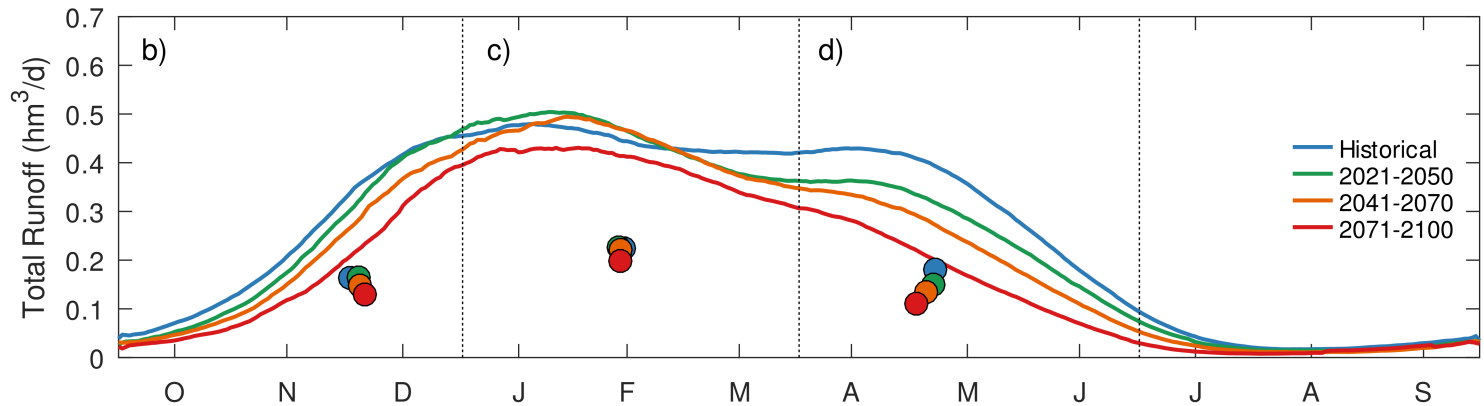 0.7
0.6
0.5
0.4
0.3
0.2
0.1
0
Total Runoff (hm³/d)
b)
c)
d)
Historical
2021-2050
2041-2070
2071-2100
O N D J F M A M J J A S